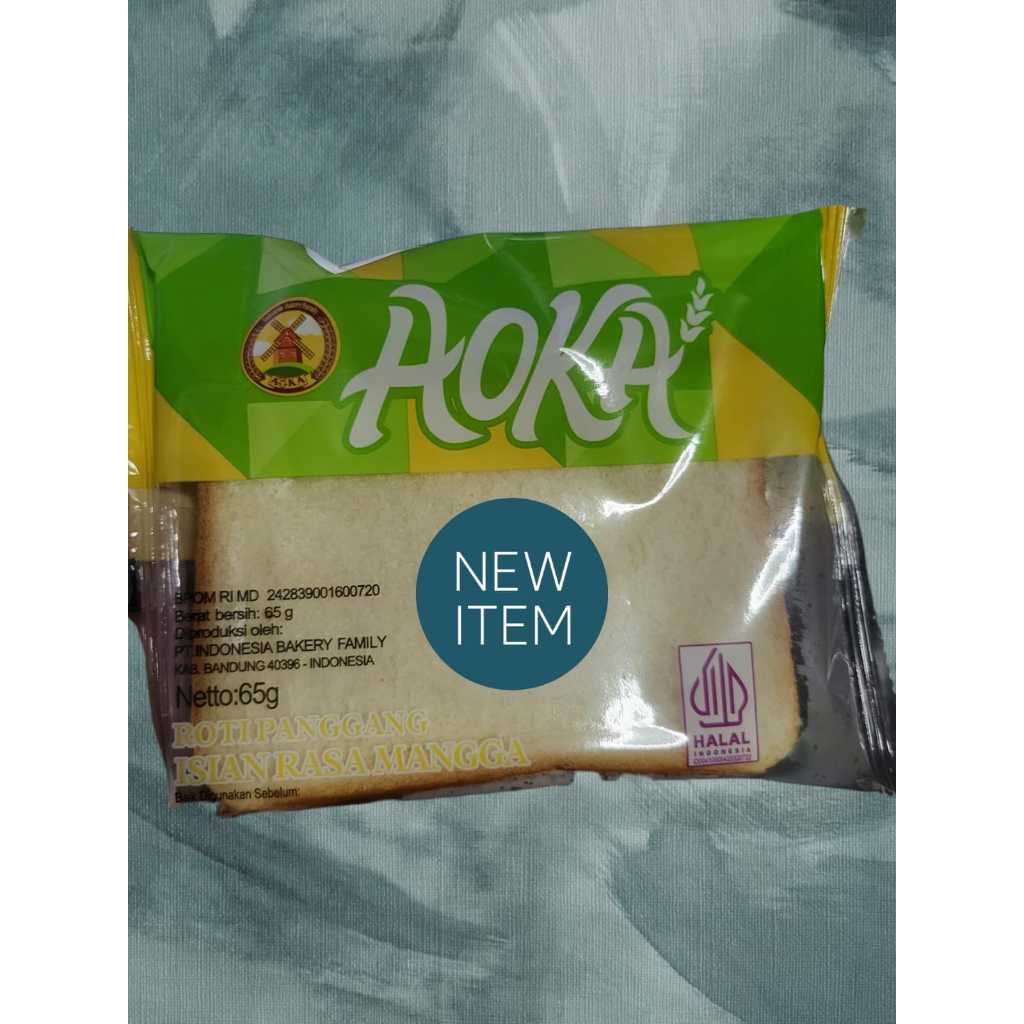 AOKA
AOKA
NEW
ITEM
BPOM RI MD 242839001600720
Berat bersih: 65 g
Diproduksi oleh:
PT.INDONESIA BAKERY FAMILY
KAB. BANDUNG 40396 - INDONESIA
Netto:65g
ROTI PANGGANG
ISIAN RASA MANGGA
Baik Digunakan Sebelum:
HALAL
INDONESIA